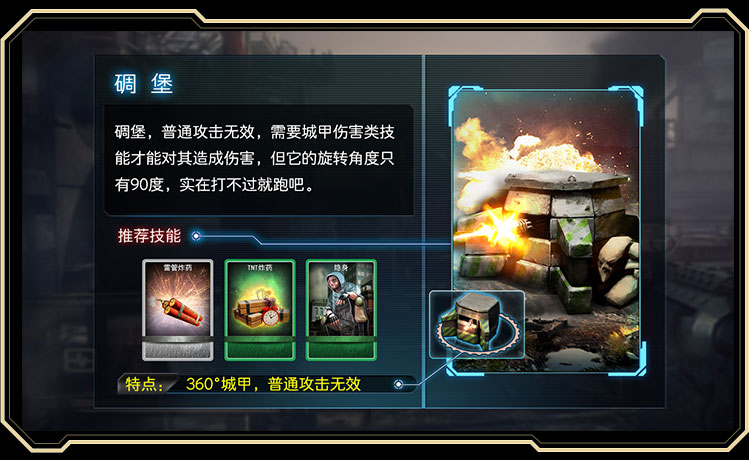 碉 堡
碉堡，普通攻击无效，需要城甲伤害类技
能才能对其造成伤害，但它的旋转角度只
有90度，实在打不过就跑吧。
推荐技能
雷管炸药
TNT炸药
隐身
特点： 360°城甲，普通攻击无效